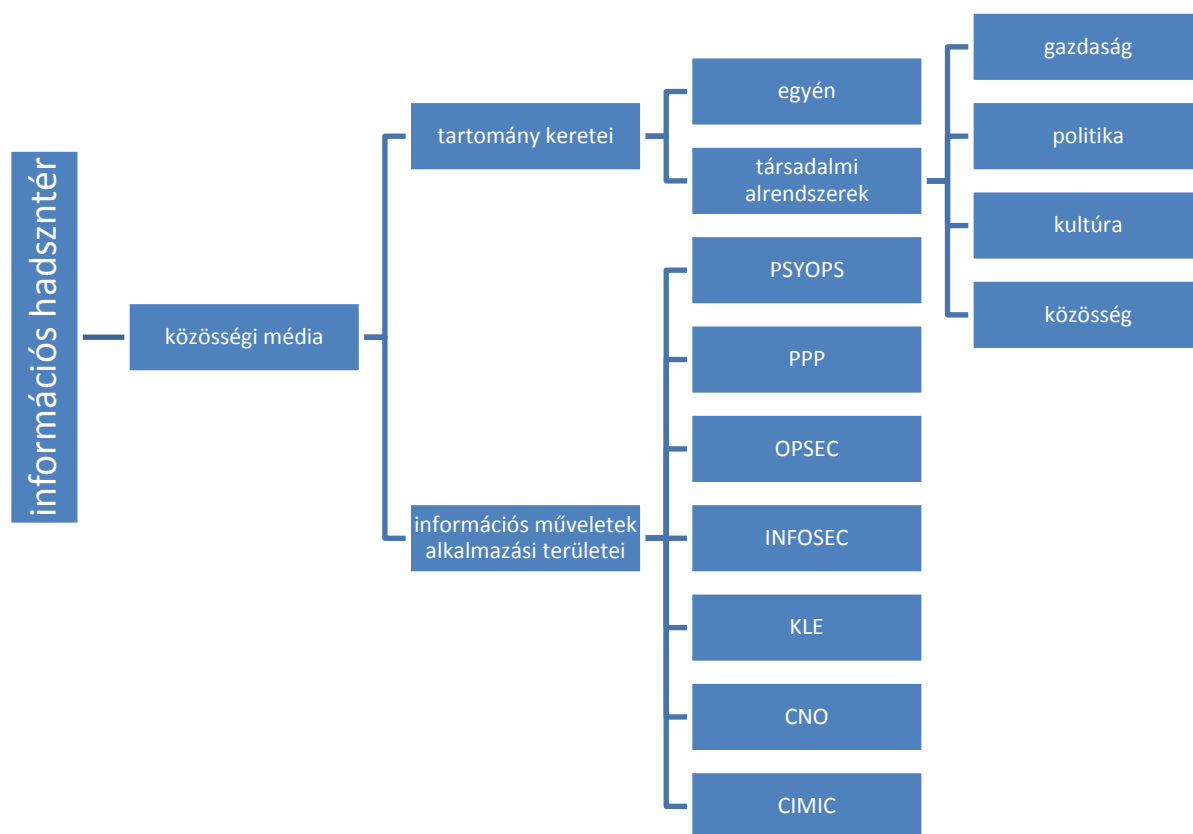 információs hadszntér
közösségi média
tartomány keretei
egyén
társadalmi
alrendszerek
gazdaság
politika
kultúra
közösség
információs műveletek
alkalmazási területei
PSYOPS
PPP
OPSEC
INFOSEC
KLE
CNO
CIMIC